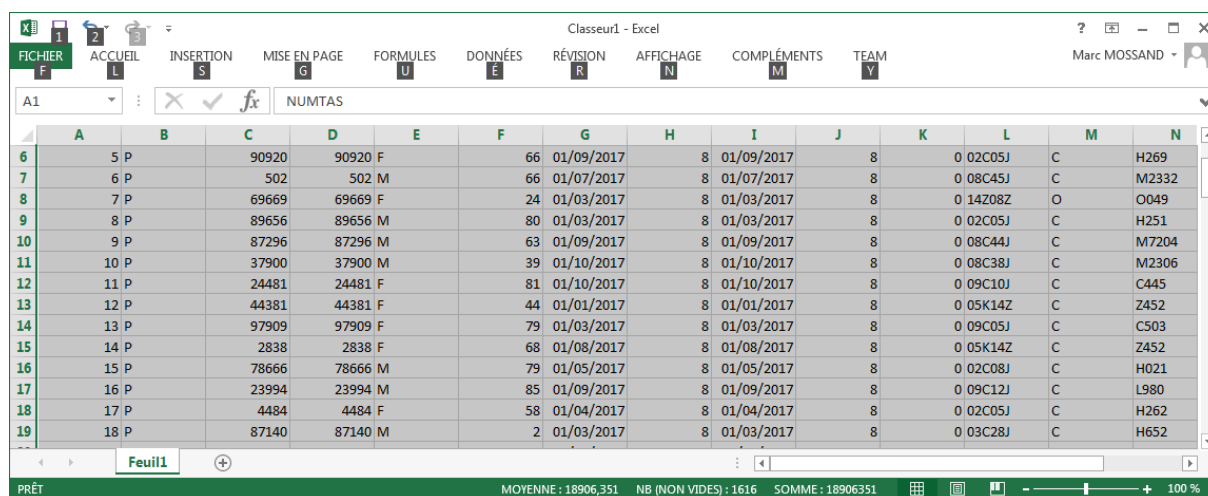 Classeur1 - Excel ?
1 2 3
FICHIER ACCUEIL INSERTION MISE EN PAGE FORMULES DONNÉES RÉVISION AFFICHAGE COMPLÉMENTS TEAM Marc MOSSAND
F L S G U É R N M Y
A1 fx NUMTAS
A B C D E F G H I J K L M N
6 5 P 90920 90920 F 66 01/09/2017 8 01/09/2017 8 0 02C05J C H269
7 6 P 502 502 M 66 01/07/2017 8 01/07/2017 8 0 08C45J C M2332
8 7 P 69669 69669 F 24 01/03/2017 8 01/03/2017 8 0 14Z08Z O O049
9 8 P 89656 89656 M 80 01/03/2017 8 01/03/2017 8 0 02C05J C H251
10 9 P 87296 87296 M 63 01/09/2017 8 01/09/2017 8 0 08C44J C M7204
11 10 P 37900 37900 M 39 01/10/2017 8 01/10/2017 8 0 08C38J C M2306
12 11 P 24481 24481 F 81 01/10/2017 8 01/10/2017 8 0 09C10J C C445
13 12 P 44381 44381 F 44 01/01/2017 8 01/01/2017 8 0 05K14Z C Z452
14 13 P 97909 97909 F 79 01/03/2017 8 01/03/2017 8 0 09C05J C C503
15 14 P 2838 2838 F 68 01/08/2017 8 01/08/2017 8 0 05K14Z C Z452
16 15 P 78666 78666 M 79 01/05/2017 8 01/05/2017 8 0 02C08J C H021
17 16 P 23994 23994 M 85 01/09/2017 8 01/09/2017 8 0 09C12J C L980
18 17 P 4484 4484 F 58 01/04/2017 8 01/04/2017 8 0 02C05J C H262
19 18 P 87140 87140 M 2 01/03/2017 8 01/03/2017 8 0 03C28J C H652
Feuil1
PRÊT MOYENNE : 18906,351 NB (NON VIDES) : 1616 SOMME : 18906351 100 %